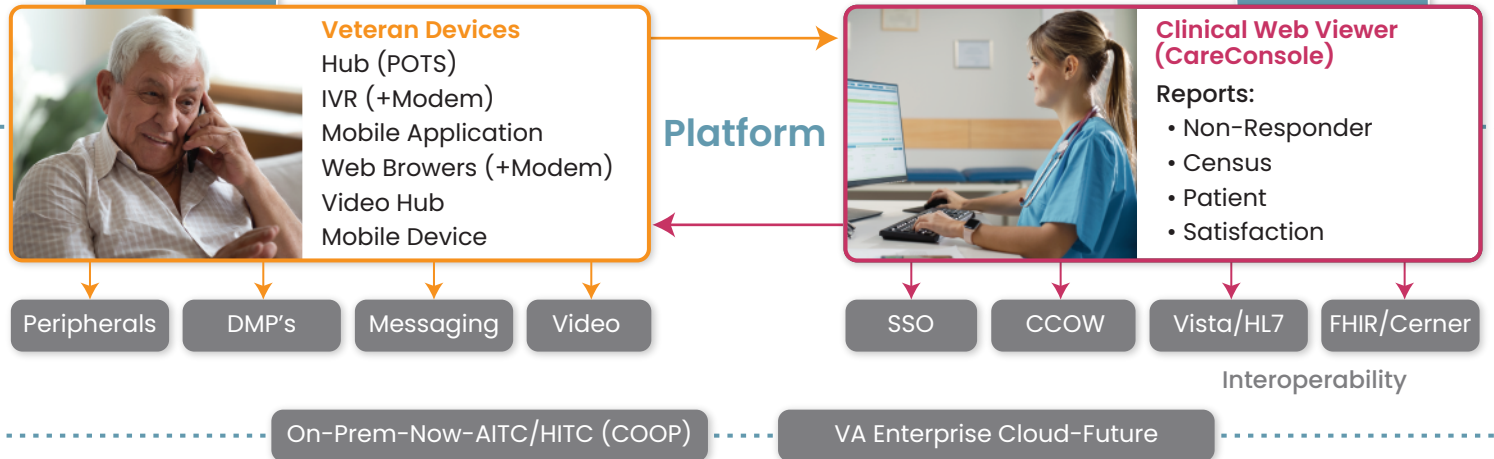 Veteran Devices
Hub (POTS)
IVR (+Modem)
Mobile Application
Web Browers (+Modem)
Video Hub
Mobile Device
Platform
Clinical Web Viewer
(CareConsole)
Reports:
• Non-Responder
• Census
• Patient
• Satisfaction
Peripherals
DMP’s
Messaging
Video
SSO
CCOW
Vista/HL7
FHIR/Cerner
Interoperability
On-Prem-Now-AITC/HITC (COOP)
VA Enterprise Cloud-Future